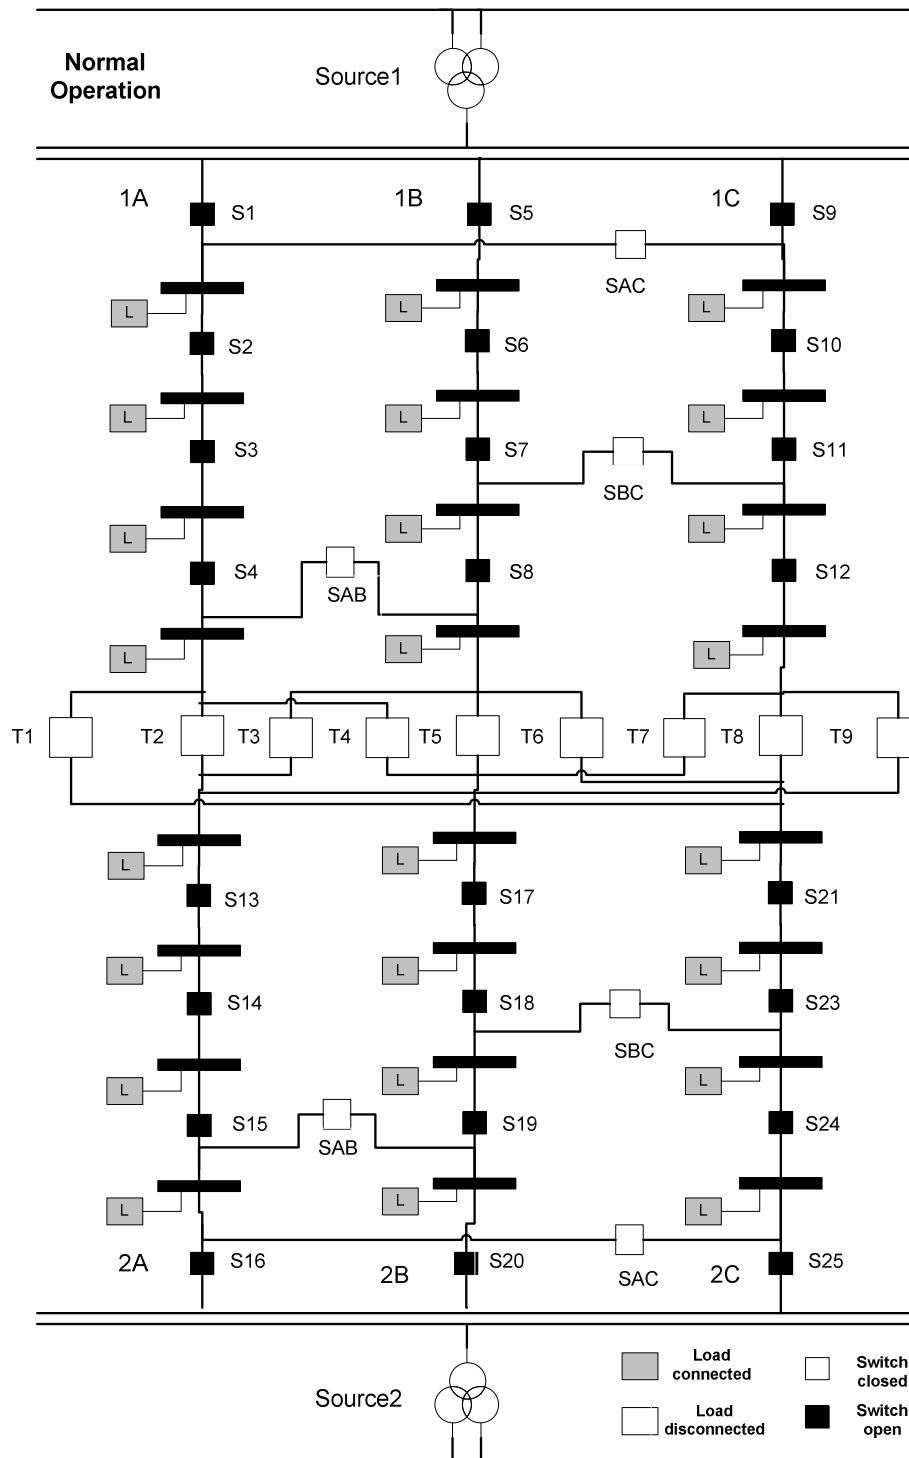 Normal
Operation
Source1
1A
S1
1B
S5
1C
S9
SAC
L
L
L
S2
S6
S10
L
L
L
S3
S7
S11
SBC
L
L
L
S4
SAB
S8
S12
L
L
L
T1
T2
T3
T4
T5
T6
T7
T8
T9
L
L
L
S13
S17
S21
L
L
L
S14
S18
S23
SBC
L
L
L
S15
SAB
S19
S24
L
L
L
2A
S16
2B
S20
SAC
2C
S25
Source2
Load
connected
Switch
closed
Load
disconnected
Switch
open